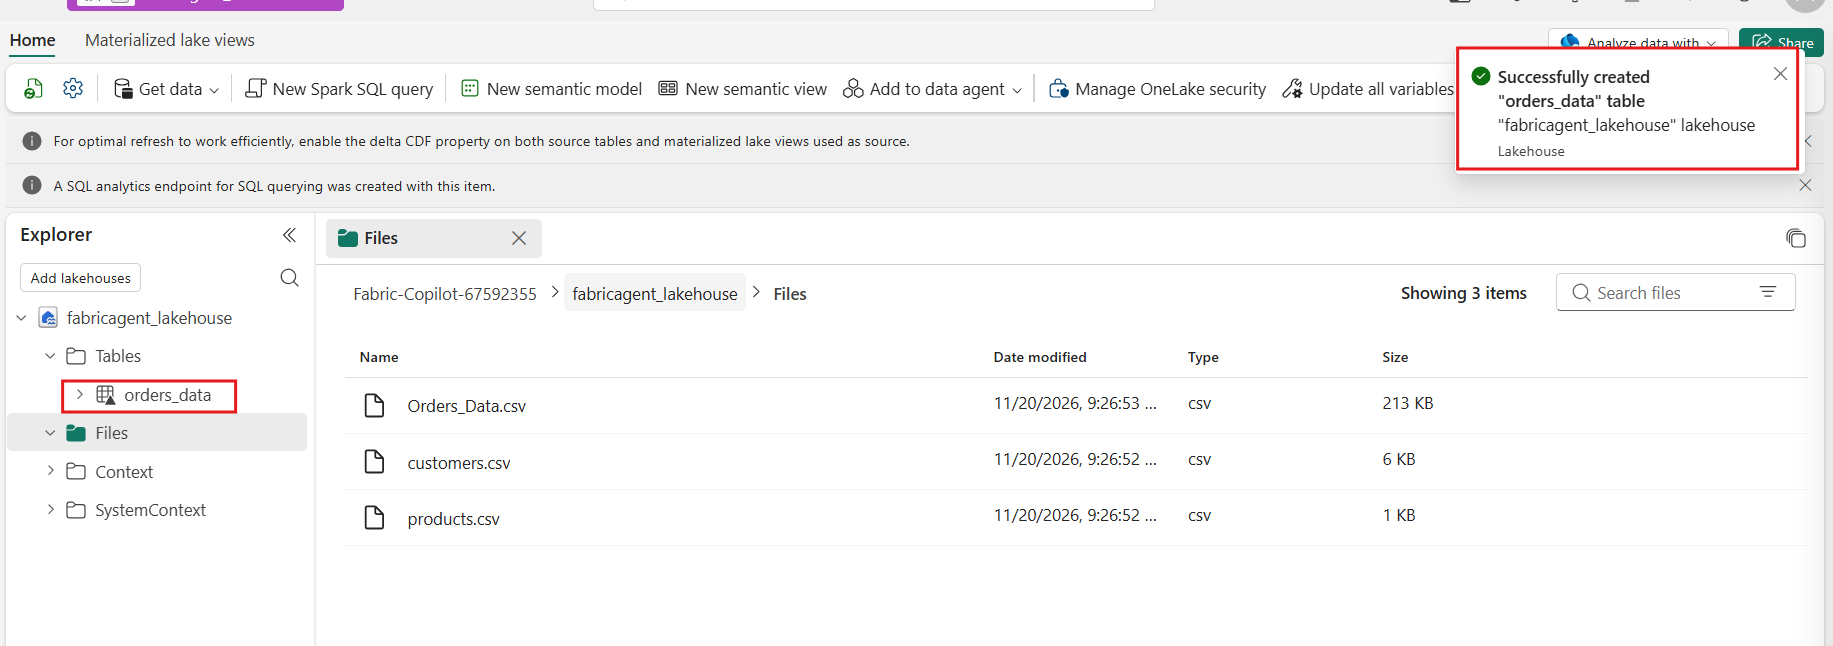 Home
Materialized lake views
Analyze data with
Share
Get data
New Spark SQL query
New semantic model
New semantic view
Add to data agent
Manage OneLake security
Update all variables
Successfully created
"orders_data" table
"fabricagent_lakehouse" lakehouse
Lakehouse
For optimal refresh to work efficiently, enable the delta CDF property on both source tables and materialized lake views used as source.
A SQL analytics endpoint for SQL querying was created with this item.
Explorer
Add lakehouses
fabricagent_lakehouse
Tables
orders_data
Files
Context
SystemContext
Files
Fabric-Copilot-67592355 > fabricagent_lakehouse > Files
Showing 3 items
Search files
Name Date modified Type Size
Orders_Data.csv 11/20/2026, 9:26:53 ... csv 213 KB
customers.csv 11/20/2026, 9:26:52 ... csv 6 KB
products.csv 11/20/2026, 9:26:52 ... csv 1 KB